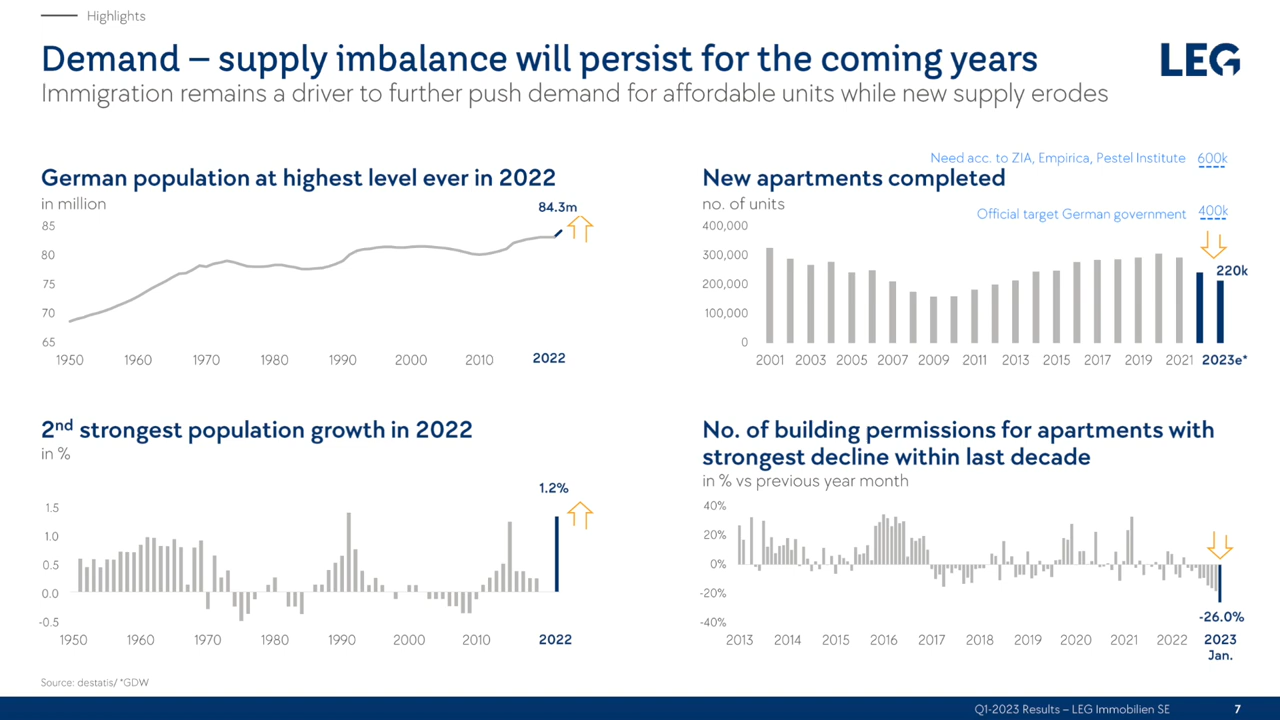 Highlights
Demand – supply imbalance will persist for the coming years
LEG
Immigration remains a driver to further push demand for affordable units while new supply erodes
German population at highest level ever in 2022
in million
84.3m
85
80
75
70
65
1950 1960 1970 1980 1990 2000 2010 2022
Need acc. to ZIA, Empirica, Pestel Institute 600k
New apartments completed
no. of units
Official target German government 400k
400,000
300,000
220k
200,000
100,000
0
2001 2003 2005 2007 2009 2011 2013 2015 2017 2019 2021 2023e*
2nd strongest population growth in 2022
in %
1.2%
1.5
1.0
0.5
0.0
-0.5
1950 1960 1970 1980 1990 2000 2010 2022
No. of building permissions for apartments with
strongest decline within last decade
in % vs previous year month
40%
20%
0%
-20%
-40%
-26.0%
2013 2014 2015 2016 2017 2018 2019 2020 2021 2022 2023
Jan.
Source: destatis/ *GDW
Q1-2023 Results – LEG Immobilien SE 7